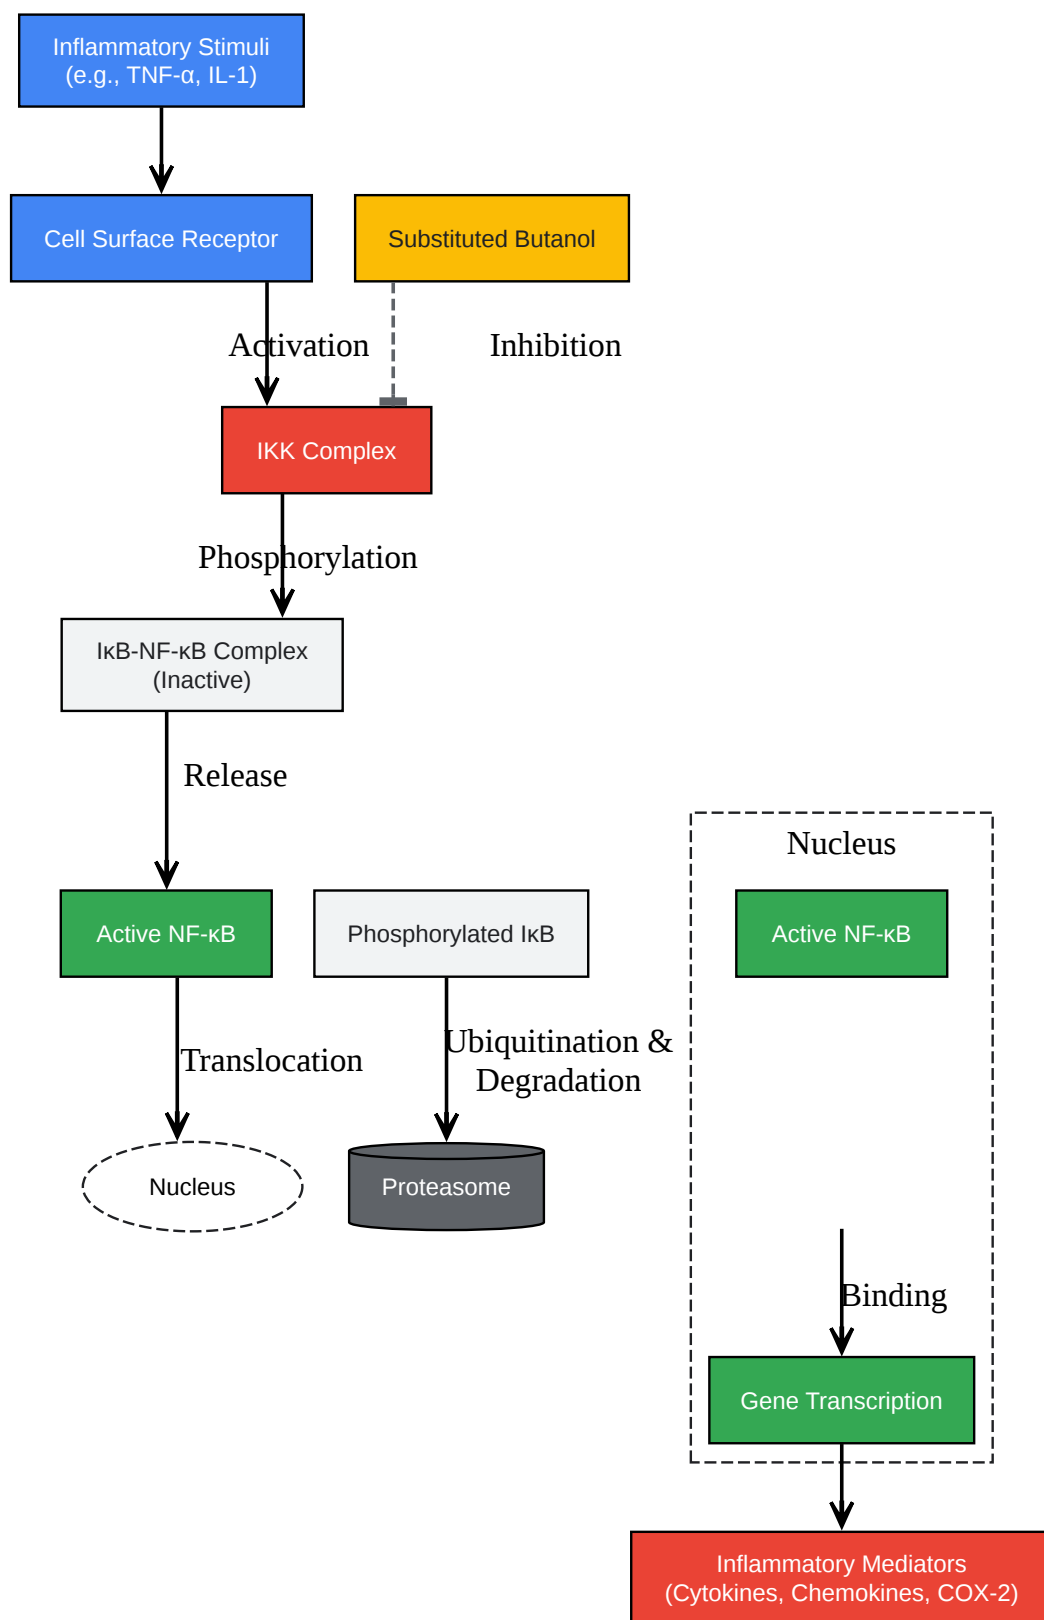 Inflammatory Stimuli
(e.g., TNF-α, IL-1)
Cell Surface Receptor
Substituted Butanol
Activation
Inhibition
IKK Complex
Phosphorylation
IκB-NF-κB Complex
(Inactive)
Release
Nucleus
Active NF-κB
Phosphorylated IκB
Active NF-κB
Translocation
Ubiquitination &
Degradation
Nucleus
Proteasome
Binding
Gene Transcription
Inflammatory Mediators
(Cytokines, Chemokines, COX-2)